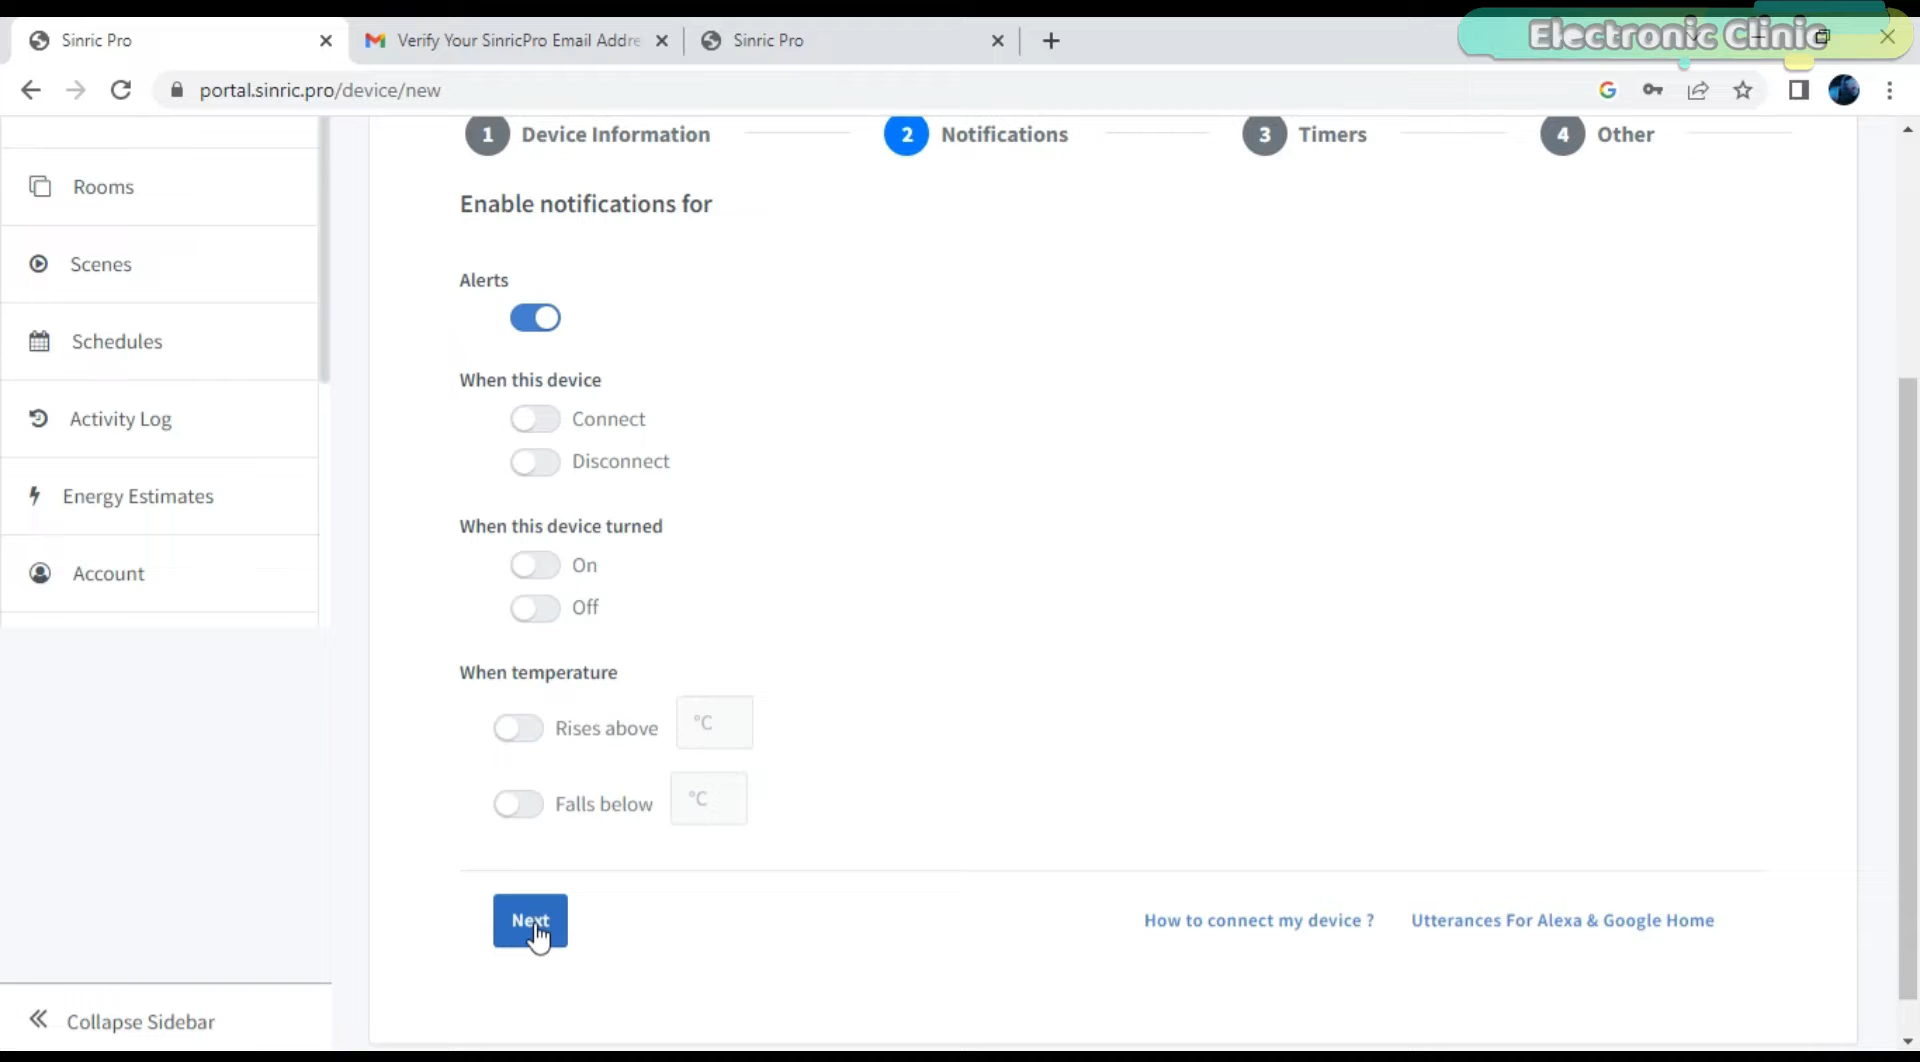 Sinric Pro
Verify Your SinricPro Email Addre
Sinric Pro
Electronic Clinic
portal.sinric.pro/device/new
1 Device Information
2 Notifications
3 Timers
4 Other
Rooms
Scenes
Schedules
Activity Log
Energy Estimates
Account
Collapse Sidebar
Enable notifications for
Alerts
When this device
Connect
Disconnect
When this device turned
On
Off
When temperature
Rises above °C
Falls below °C
Next
How to connect my device ?
Utterances For Alexa & Google Home